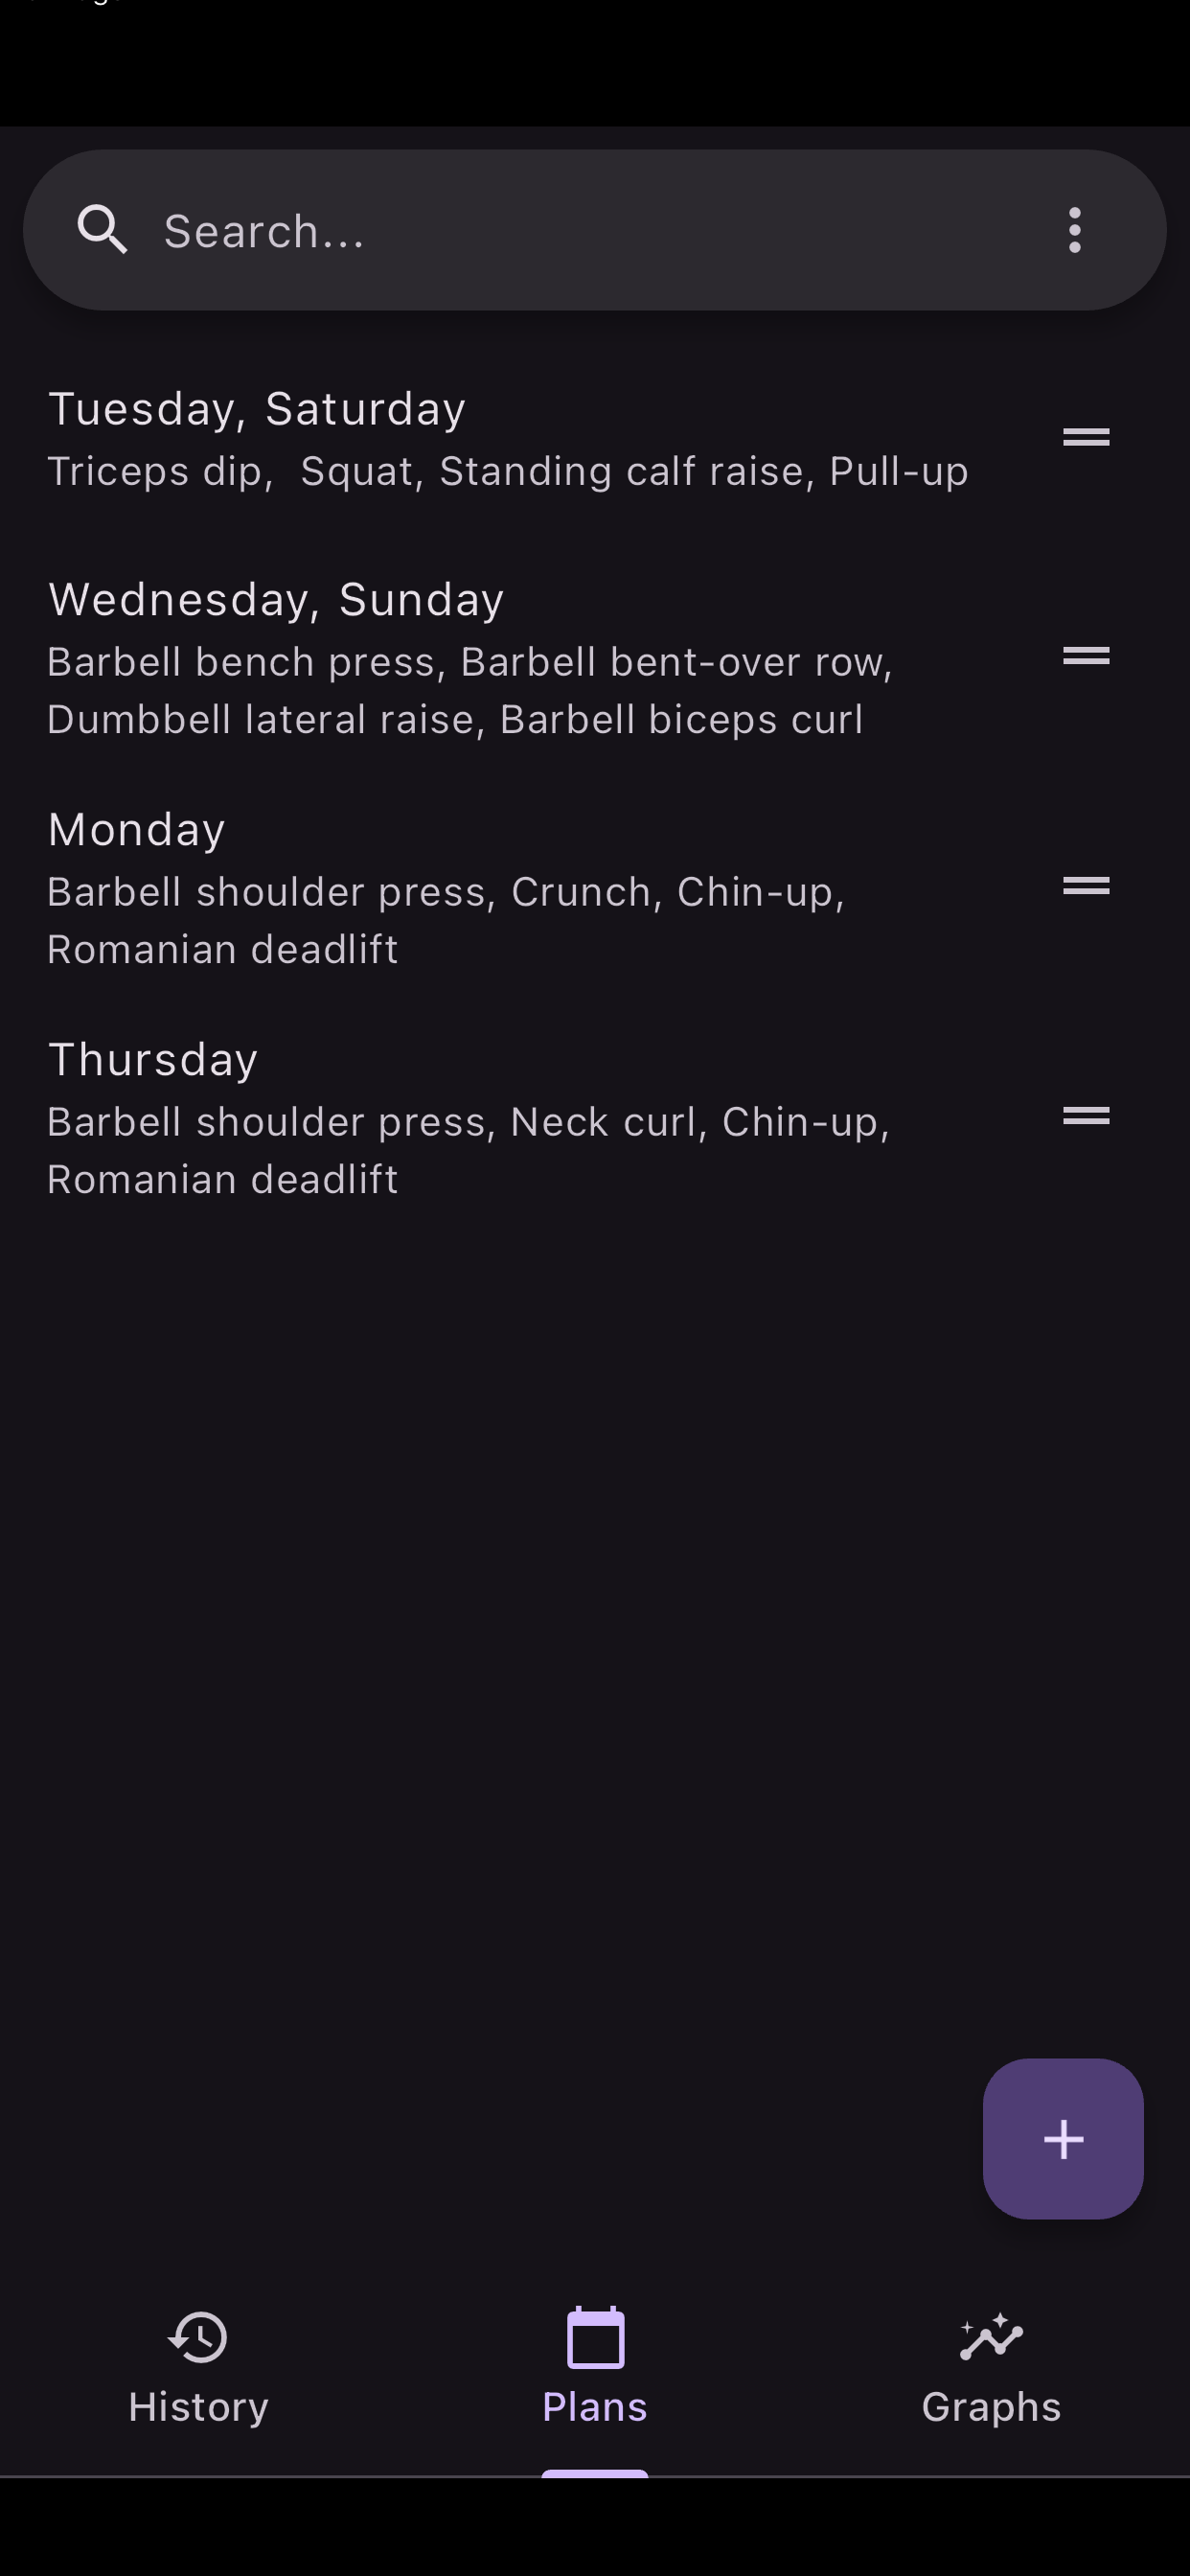 Search...
Tuesday, Saturday
Triceps dip,  Squat, Standing calf raise, Pull-up
Wednesday, Sunday
Barbell bench press, Barbell bent-over row,
Dumbbell lateral raise, Barbell biceps curl
Monday
Barbell shoulder press, Crunch, Chin-up,
Romanian deadlift
Thursday
Barbell shoulder press, Neck curl, Chin-up,
Romanian deadlift
History
Plans
Graphs